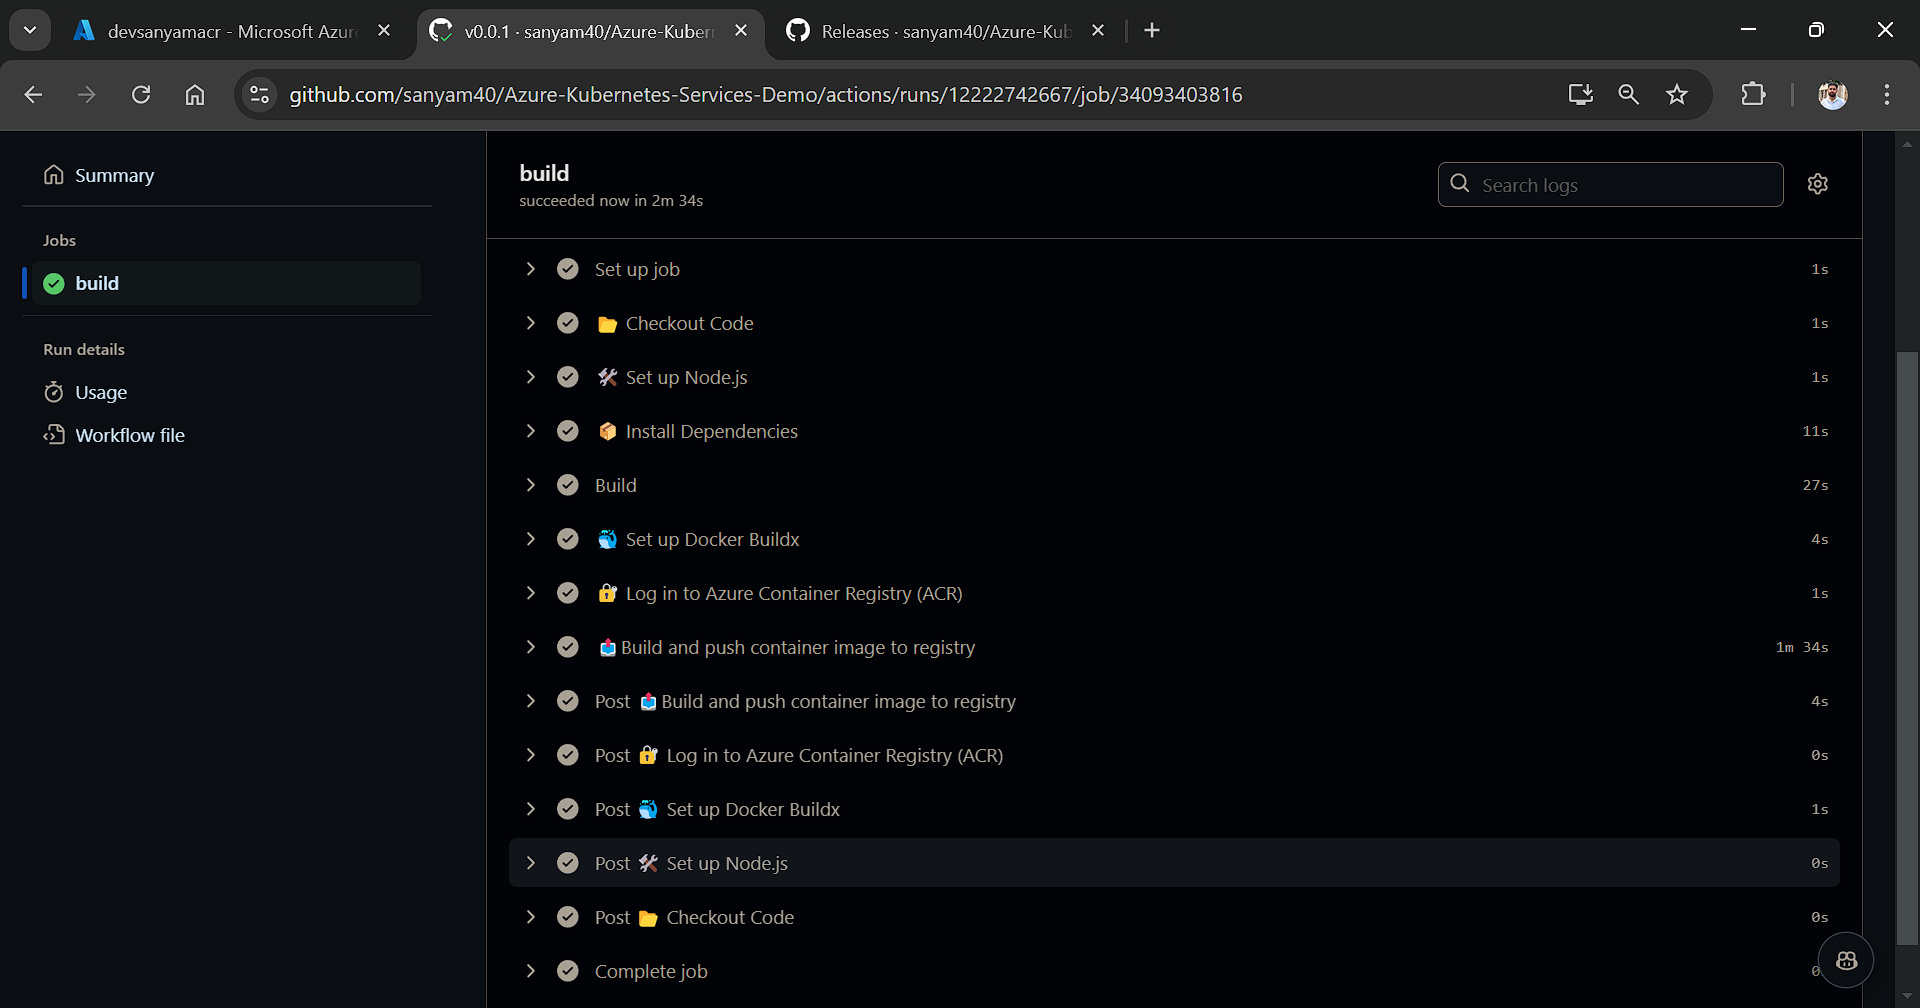 devsanyamacr - Microsoft Azur
v0.0.1 · sanyam40/Azure-Kuber
Releases · sanyam40/Azure-Kub
github.com/sanyam40/Azure-Kubernetes-Services-Demo/actions/runs/12222742667/job/34093403816
Summary
Jobs
build
Run details
Usage
Workflow file
build
succeeded now in 2m 34s
Search logs
Set up job 1s
Checkout Code 1s
Set up Node.js 1s
Install Dependencies 11s
Build 27s
Set up Docker Buildx 4s
Log in to Azure Container Registry (ACR) 1s
Build and push container image to registry 1m 34s
Post Build and push container image to registry 4s
Post Log in to Azure Container Registry (ACR) 0s
Post Set up Docker Buildx 1s
Post Set up Node.js 0s
Post Checkout Code 0s
Complete job